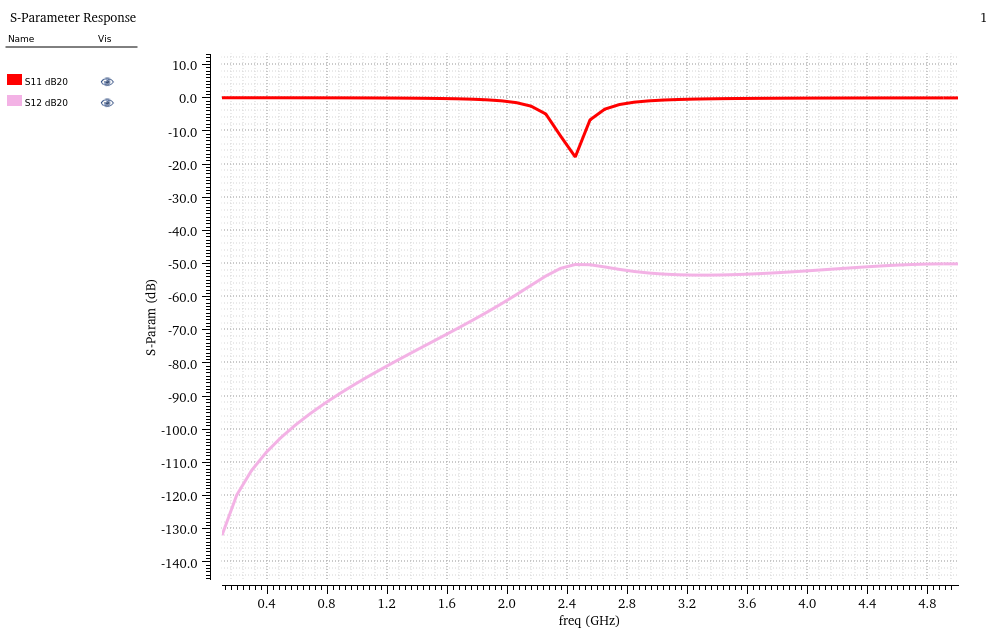 S-Parameter Response
1
Name Vis
S11 dB20
S12 dB20
10.0
0.0
-10.0
-20.0
-30.0
-40.0
-50.0
-60.0
-70.0
-80.0
-90.0
-100.0
-110.0
-120.0
-130.0
-140.0
S-Param (dB)
0.4 0.8 1.2 1.6 2.0 2.4 2.8 3.2 3.6 4.0 4.4 4.8
freq (GHz)